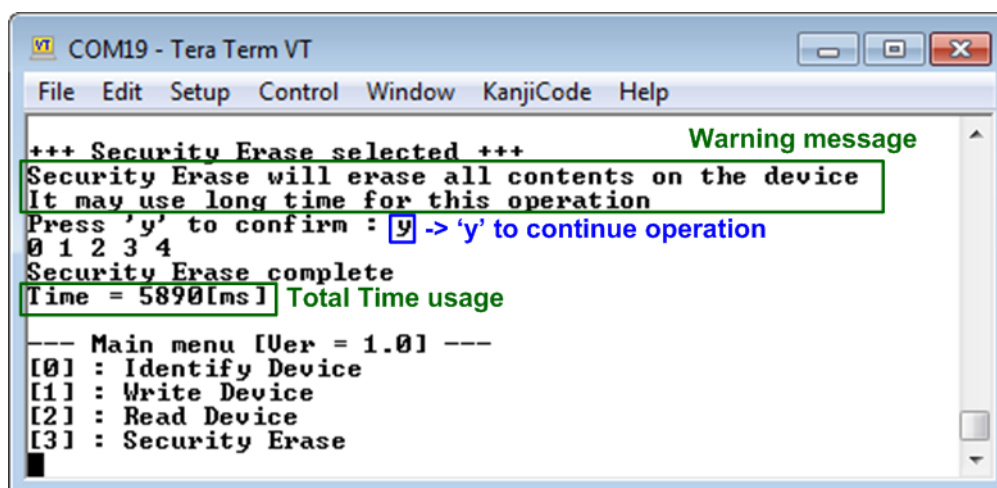 COM19 - Tera Term VT
File Edit Setup Control Window KanjiCode Help
+++ Security Erase selected +++ Warning message
Security Erase will erase all contents on the device
It may use long time for this operation
Press 'y' to confirm : y -> ‘y’ to continue operation
0 1 2 3 4
Security Erase complete
Time = 5890[ms] Total Time usage
--- Main menu [Ver = 1.0] ---
[0] : Identify Device
[1] : Write Device
[2] : Read Device
[3] : Security Erase